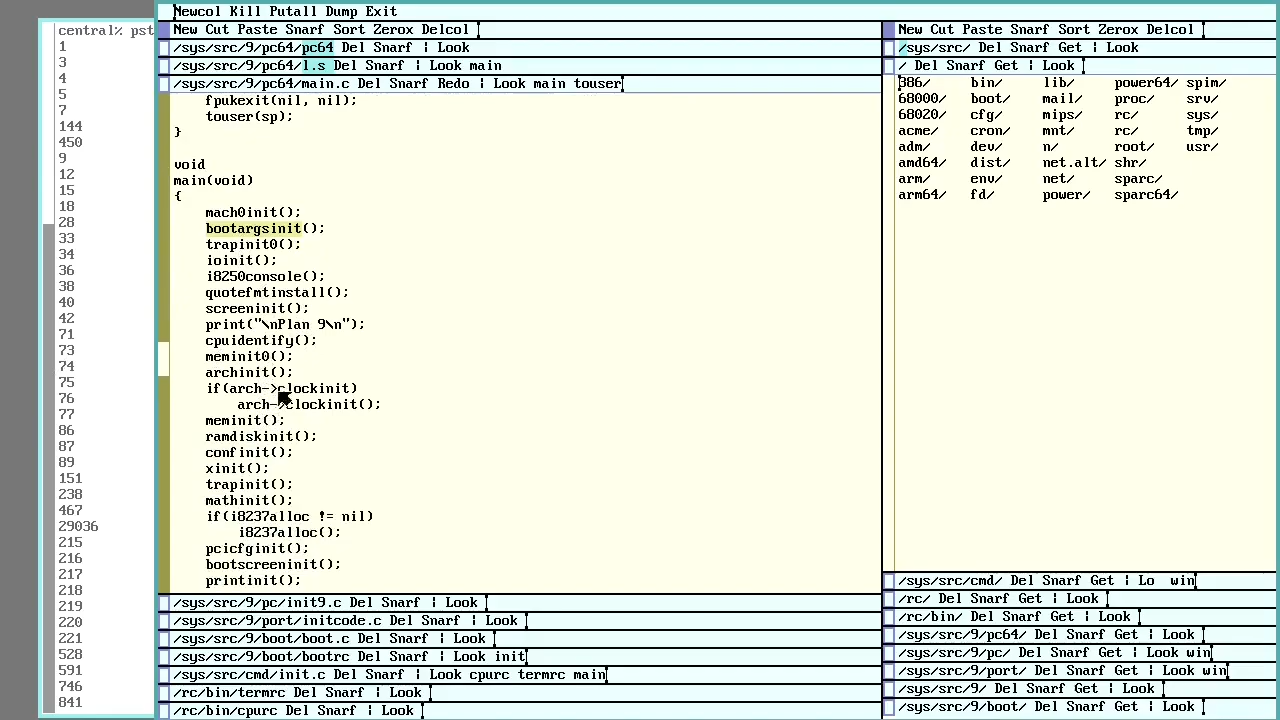 central% pst
1
3
4
5
7
144
450
9
12
15
18
28
33
34
36
38
40
42
71
73
74
75
76
77
86
87
89
151
238
467
29036
215
216
217
218
219
220
221
528
591
746
841
Newcol Kill Putall Dump Exit
New Cut Paste Snarf Sort Zerox Delcol
/sys/src/9/pc64/pc64 Del Snarf | Look
/sys/src/9/pc64/l.s Del Snarf | Look main
/sys/src/9/pc64/main.c Del Snarf Redo | Look main touser
fpukexit(nil, nil);
touser(sp);
}
void
main(void)
{
mach0init();
bootargsinit();
trapinit0();
ioinit();
i8250console();
quotefmtinstall();
screeninit();
print("\nPlan 9\n");
cpuidentify();
meminit0();
archinit();
if(arch->clockinit)
arch->clockinit();
meminit();
ramdiskinit();
confinit();
xinit();
trapinit();
mathinit();
if(i8237alloc != nil)
i8237alloc();
pcicfginit();
bootscreeninit();
printinit();
/sys/src/9/pc/init9.c Del Snarf | Look
/sys/src/9/port/initcode.c Del Snarf | Look
/sys/src/9/boot/boot.c Del Snarf | Look
/sys/src/9/boot/bootrc Del Snarf | Look init
/sys/src/cmd/init.c Del Snarf | Look cpurc termrc main
/rc/bin/termrc Del Snarf | Look
/rc/bin/cpurc Del Snarf | Look
New Cut Paste Snarf Sort Zerox Delcol
/sys/src/ Del Snarf Get | Look
/ Del Snarf Get | Look
386/ bin/ lib/ power64/ spim/
68000/ boot/ mail/ proc/ srv/
68020/ cfg/ mips/ rc/ sys/
acme/ cron/ mnt/ rc/ tmp/
adm/ dev/ n/ root/ usr/
amd64/ dist/ net.alt/ shr/
arm/ env/ net/ sparc/
arm64/ fd/ power/ sparc64/
/sys/src/cmd/ Del Snarf Get | Lo win
/rc/ Del Snarf Get | Look
/rc/bin/ Del Snarf Get | Look
/sys/src/9/pc64/ Del Snarf Get | Look
/sys/src/9/pc/ Del Snarf Get | Look win
/sys/src/9/port/ Del Snarf Get | Look win
/sys/src/9/ Del Snarf Get | Look
/sys/src/9/boot/ Del Snarf Get | Look